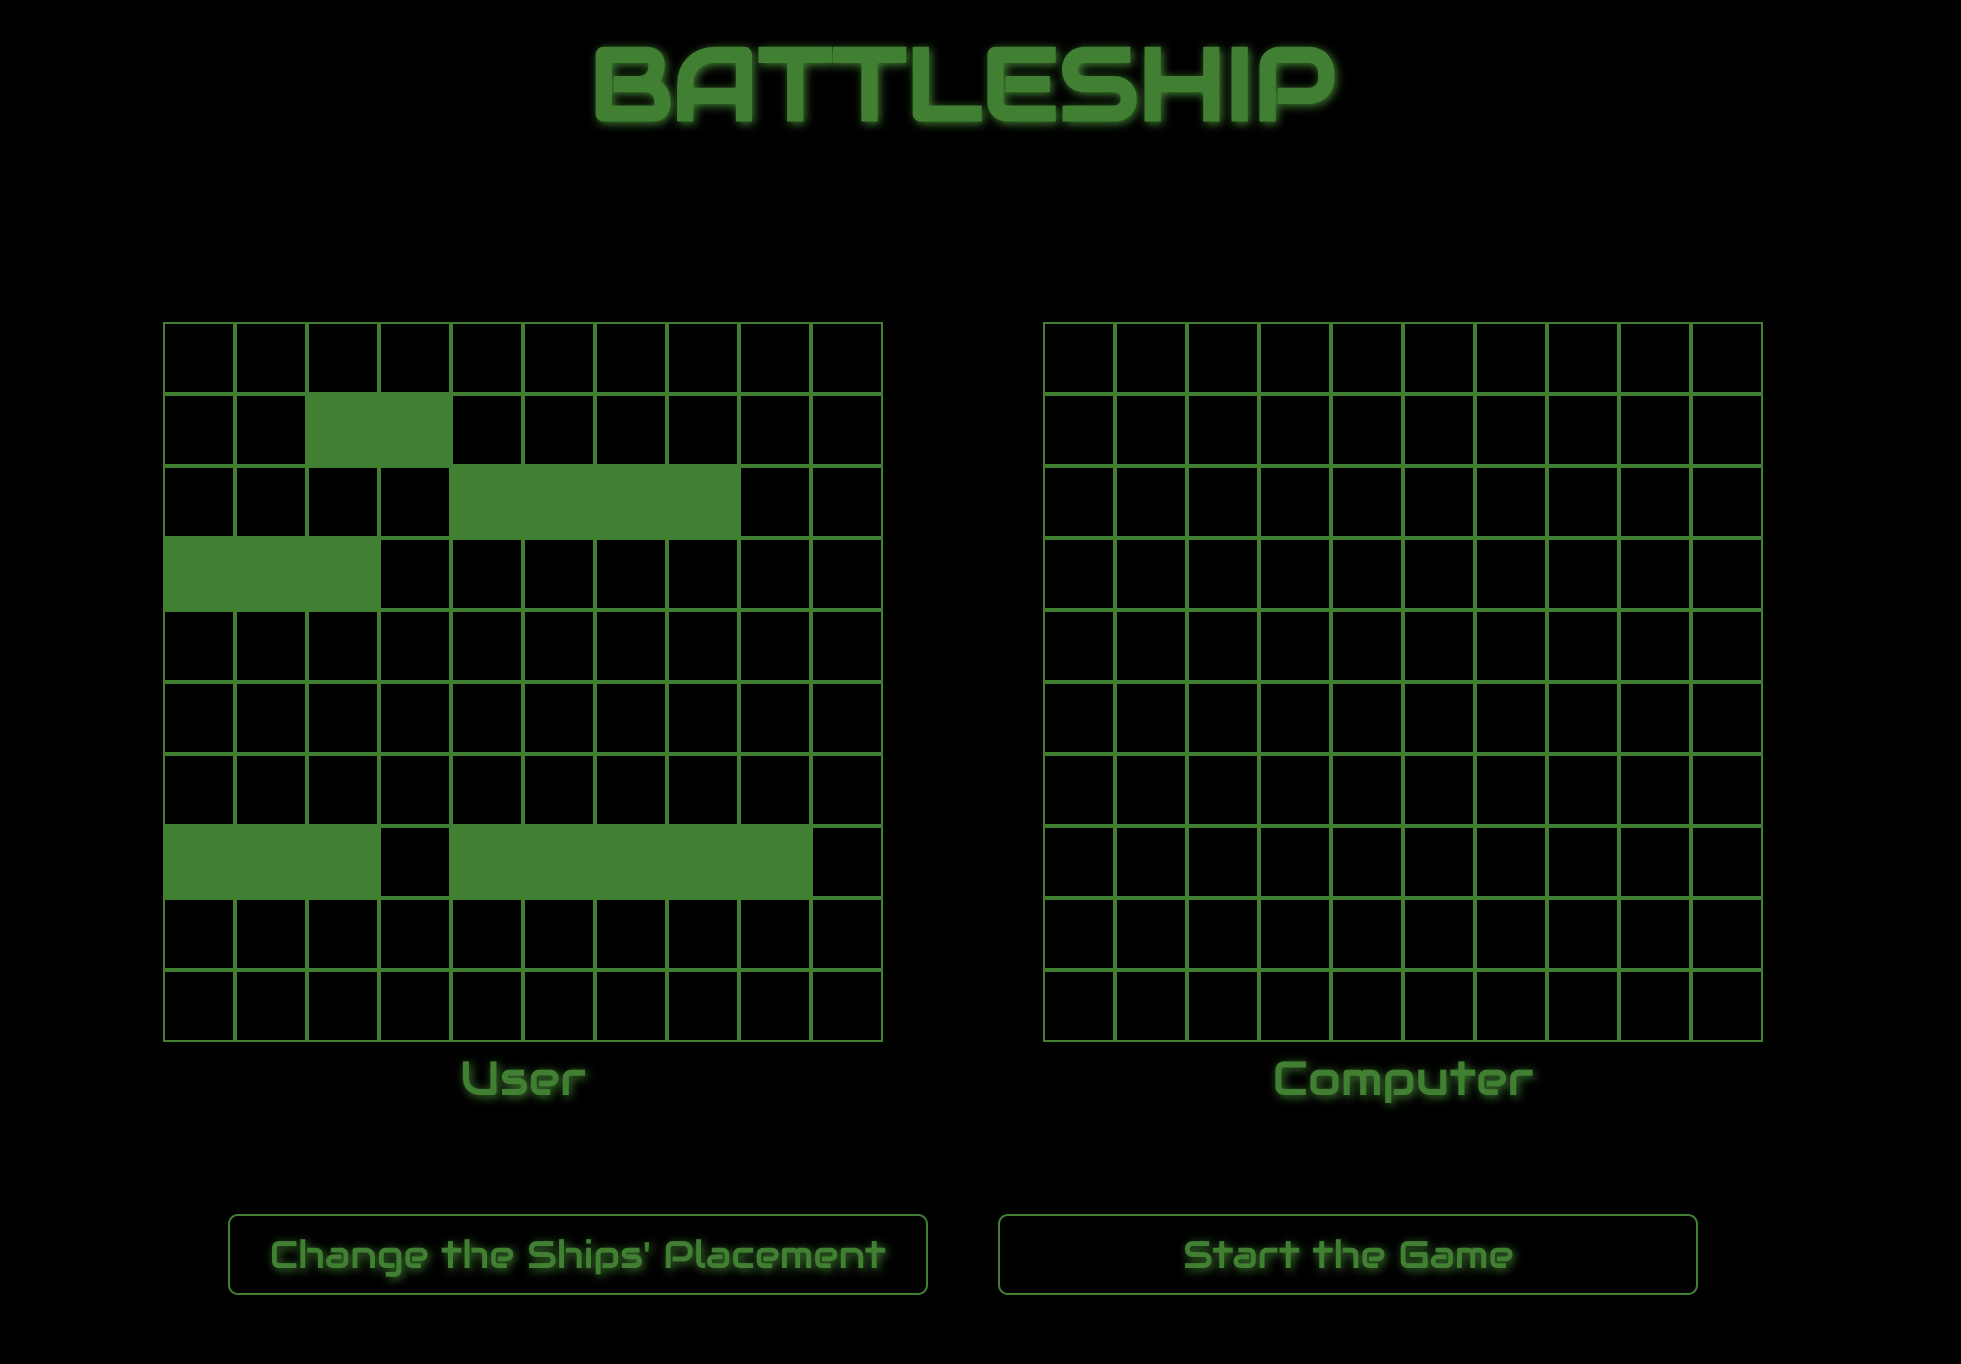 BATTLESHIP
User
Computer
Change the Ships' Placement
Start the Game